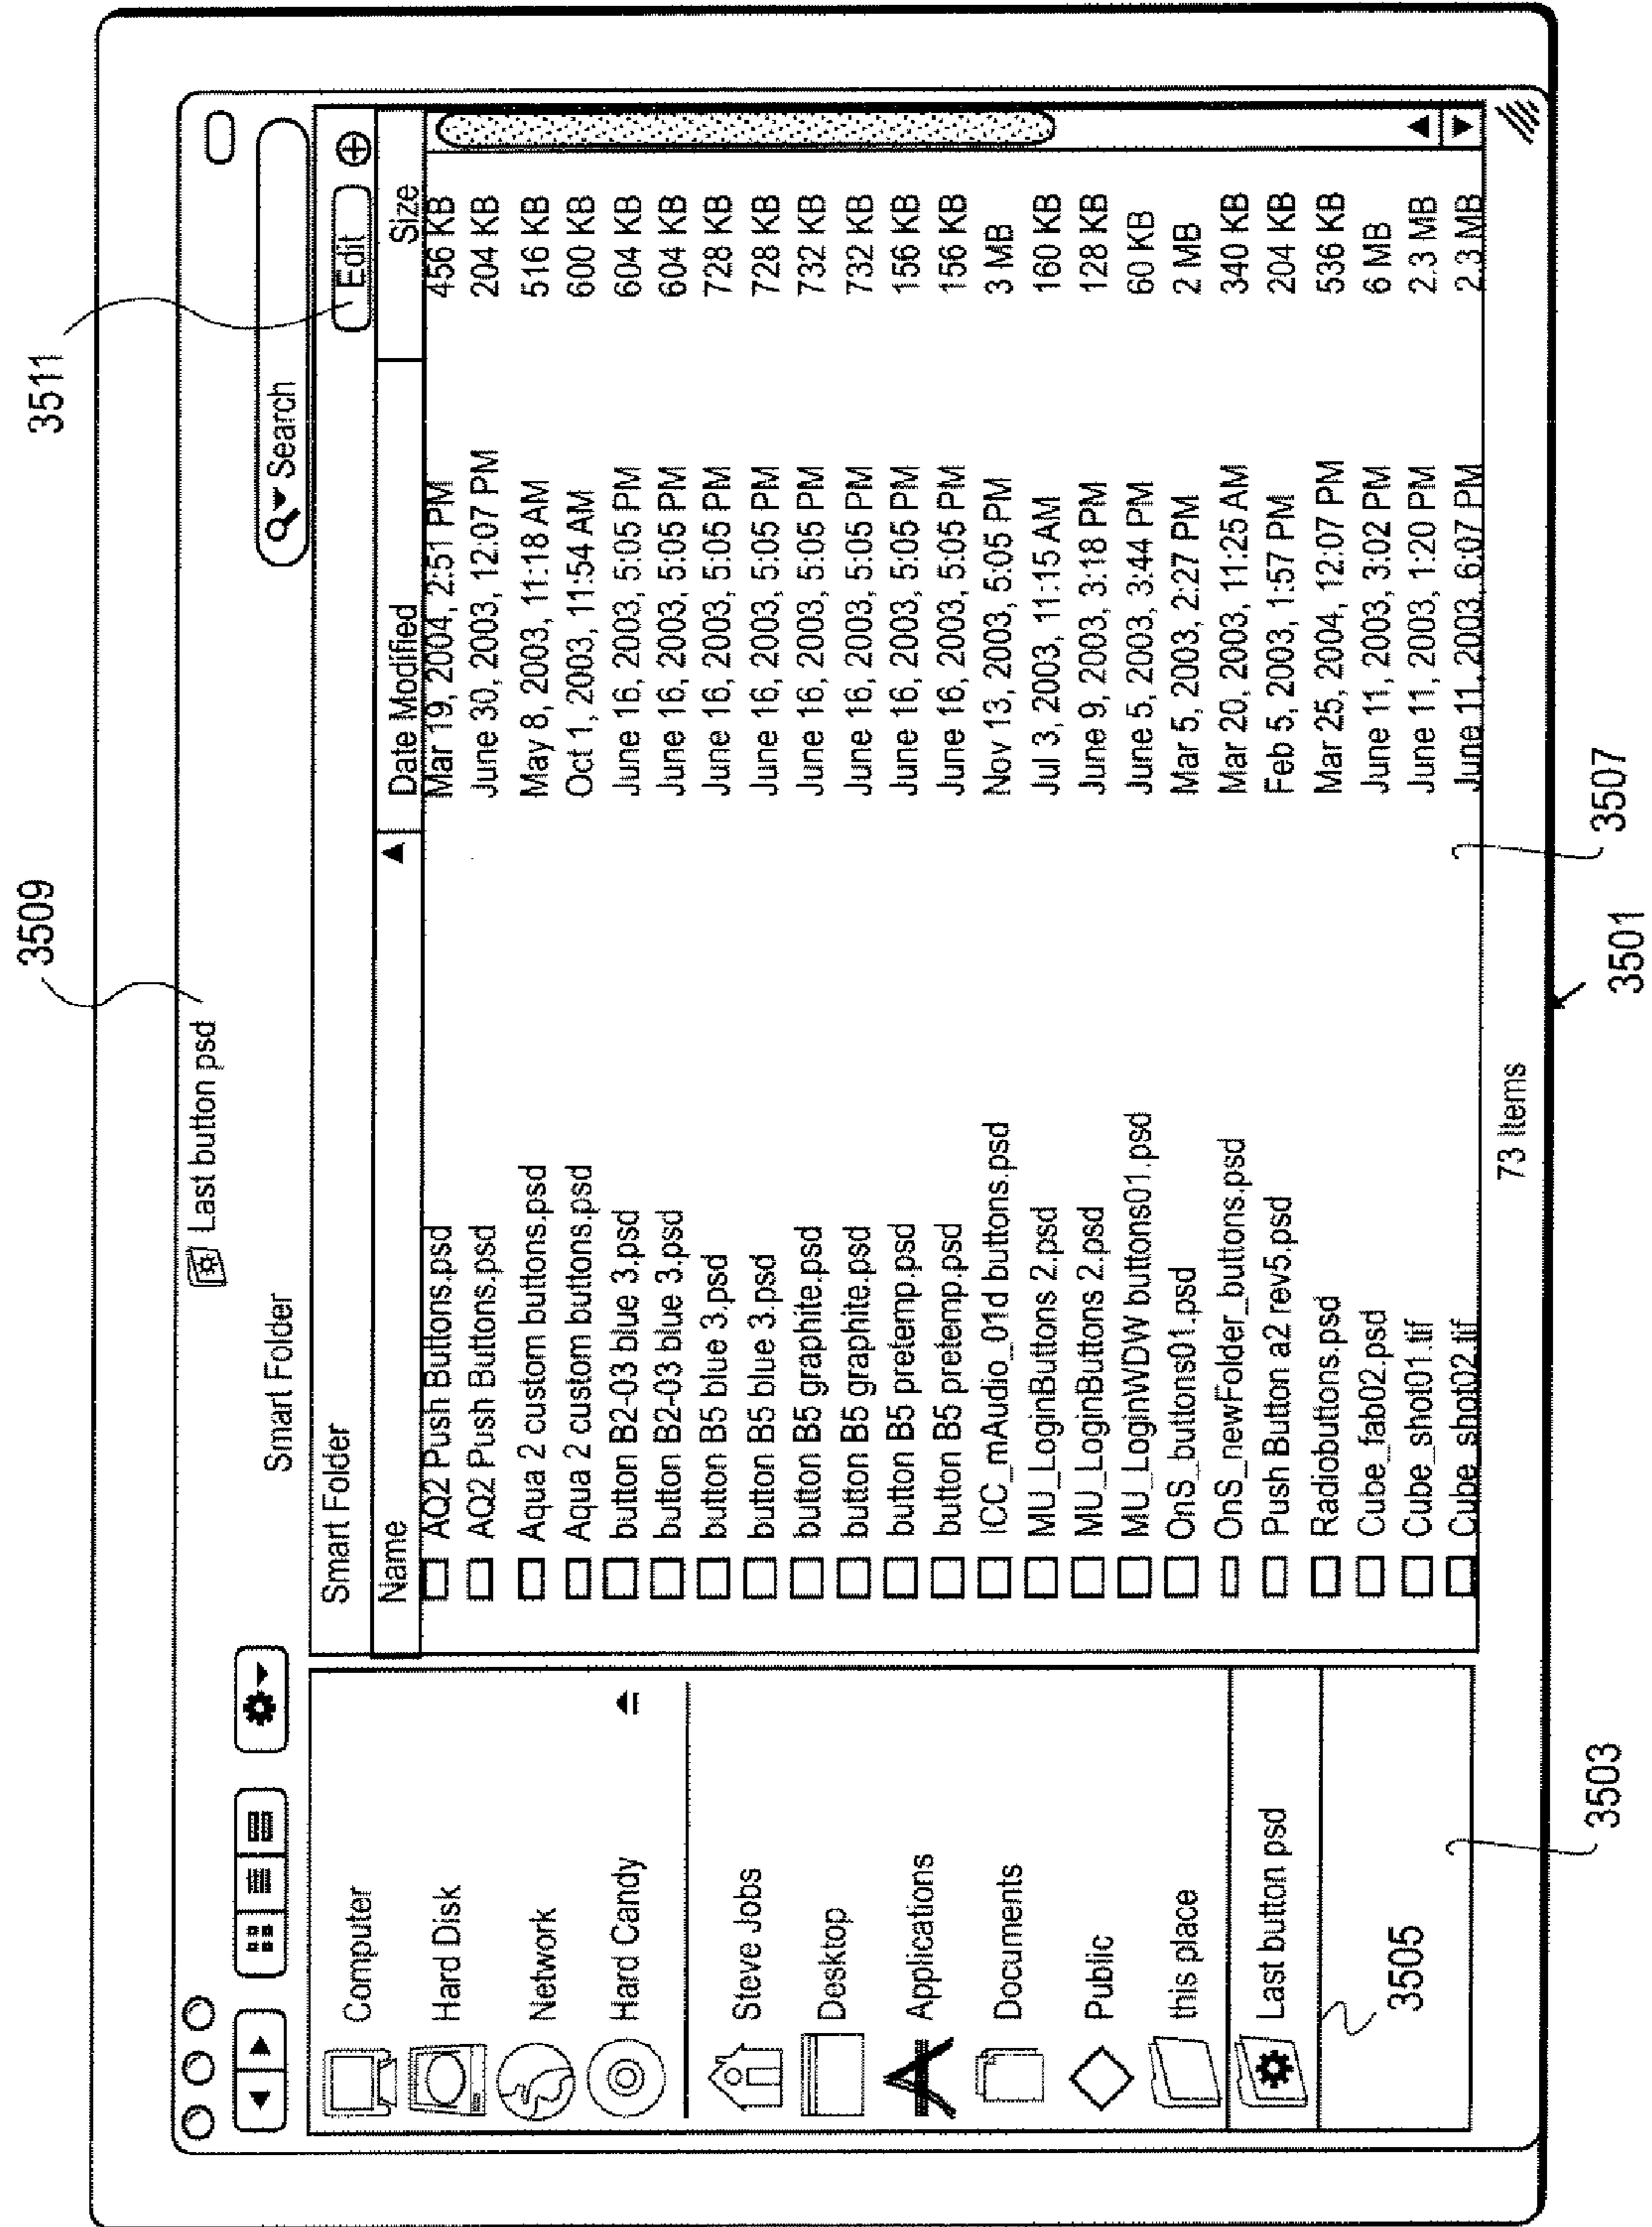 3509
3511
Last button psd
Search
Smart Folder
Smart Folder
Edit
Name Date Modified Size
AQ2 Push Buttons.psd Mar 19, 2004, 2:51 PM 456 KB
AQ2 Push Buttons.psd June 30, 2003, 12:07 PM 204 KB
Aqua 2 custom buttons.psd May 8, 2003, 11:18 AM 516 KB
Aqua 2 custom buttons.psd Oct 1, 2003, 11:54 AM 600 KB
button B2-03 blue 3.psd June 16, 2003, 5:05 PM 604 KB
button B2-03 blue 3.psd June 16, 2003, 5:05 PM 604 KB
button B5 blue 3.psd June 16, 2003, 5:05 PM 728 KB
button B5 blue 3.psd June 16, 2003, 5:05 PM 728 KB
button B5 graphite.psd June 16, 2003, 5:05 PM 732 KB
button B5 graphite.psd June 16, 2003, 5:05 PM 732 KB
button B5 pretemp.psd June 16, 2003, 5:05 PM 156 KB
button B5 pretemp.psd June 16, 2003, 5:05 PM 156 KB
ICC_mAudio_01d buttons.psd Nov 13, 2003, 5:05 PM 3 MB
MU_LoginButtons 2.psd Jul 3, 2003, 11:15 AM 160 KB
MU_LoginButtons 2.psd June 9, 2003, 3:18 PM 128 KB
MU_LoginWDW buttons01.psd June 5, 2003, 3:44 PM 60 KB
OnS_buttons01.psd Mar 5, 2003, 2:27 PM 2 MB
OnS_newFolder_buttons.psd Mar 20, 2003, 11:25 AM 340 KB
Push Button a2 rev5.psd Feb 5, 2003, 1:57 PM 204 KB
Radiobuttons.psd Mar 25, 2004, 12:07 PM 536 KB
Cube_fab02.psd June 11, 2003, 3:02 PM 6 MB
Cube_shot01.tif June 11, 2003, 1:20 PM 2.3 MB
Cube_shot02.tif June 11, 2003, 6:07 PM 2.3 MB
Computer
Hard Disk
Network
Hard Candy
Steve Jobs
Desktop
Applications
Documents
Public
this place
Last button psd
3505
73 Items
3503
3501
3507